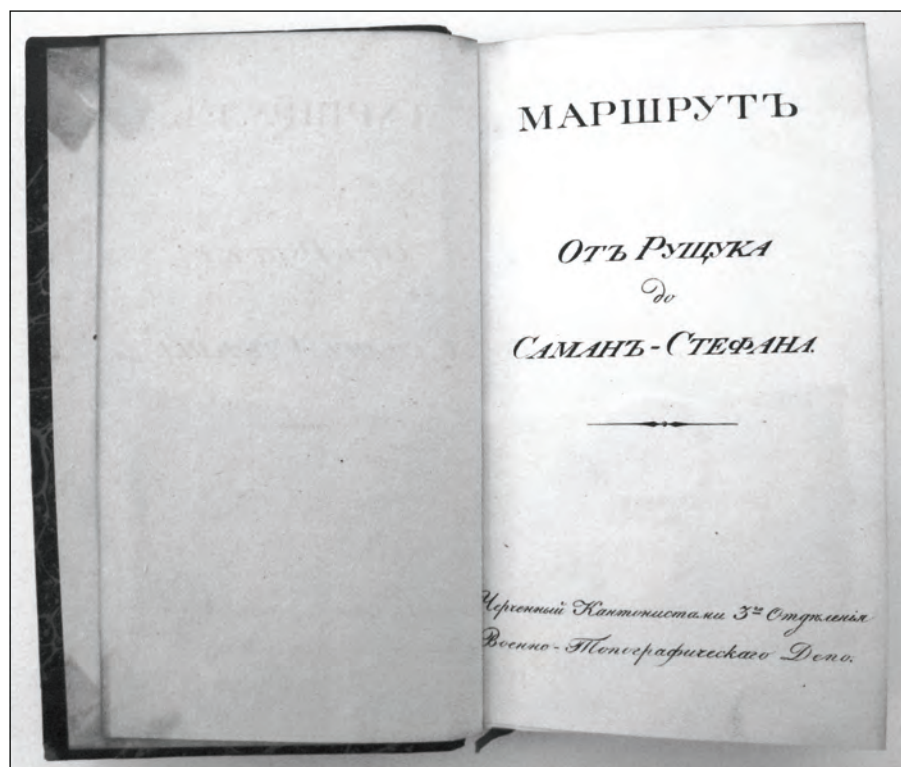 МАРШРУТЪ
ОТЪ РУЩУКА
до
САМАНЪ-СТЕФАНА.
Черченный Кантонистами 3го Отдѣленія
Военно-Топографическаго Депо.